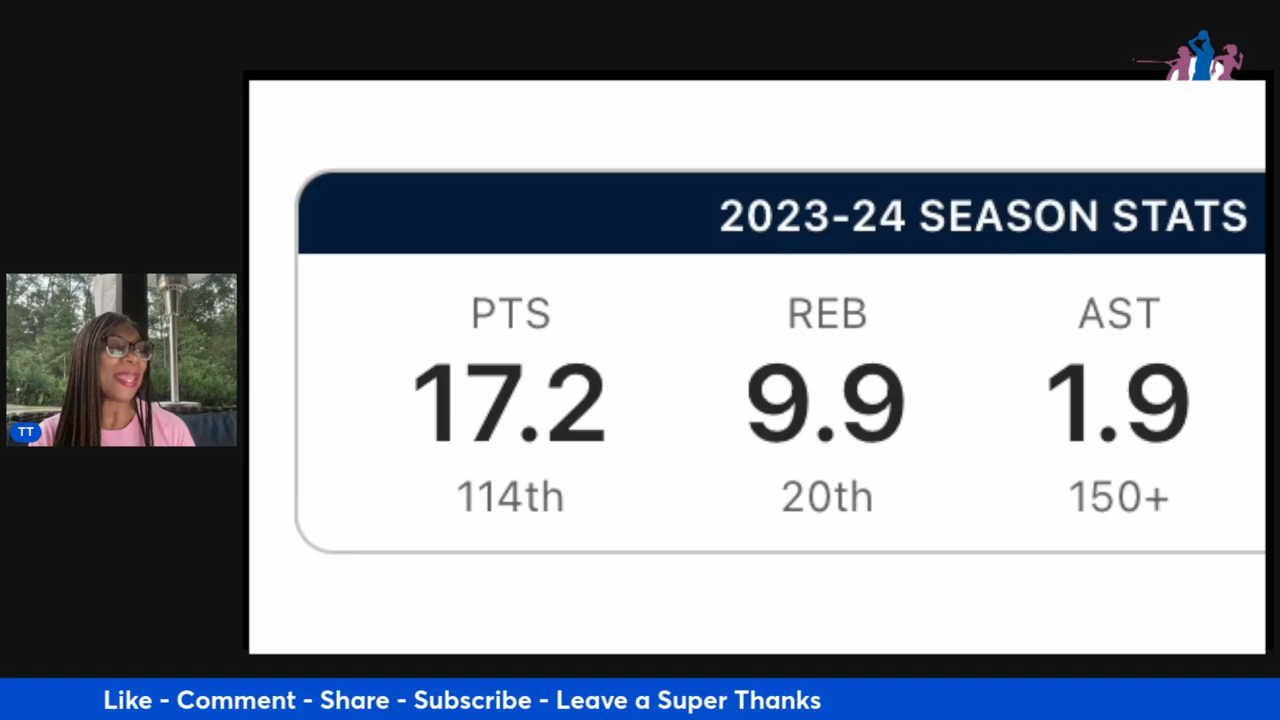 2023-24 SEASON STATS
PTS REB AST
17.2 9.9 1.9
114th 20th 150+
TT
Like - Comment - Share - Subscribe - Leave a Super Thanks